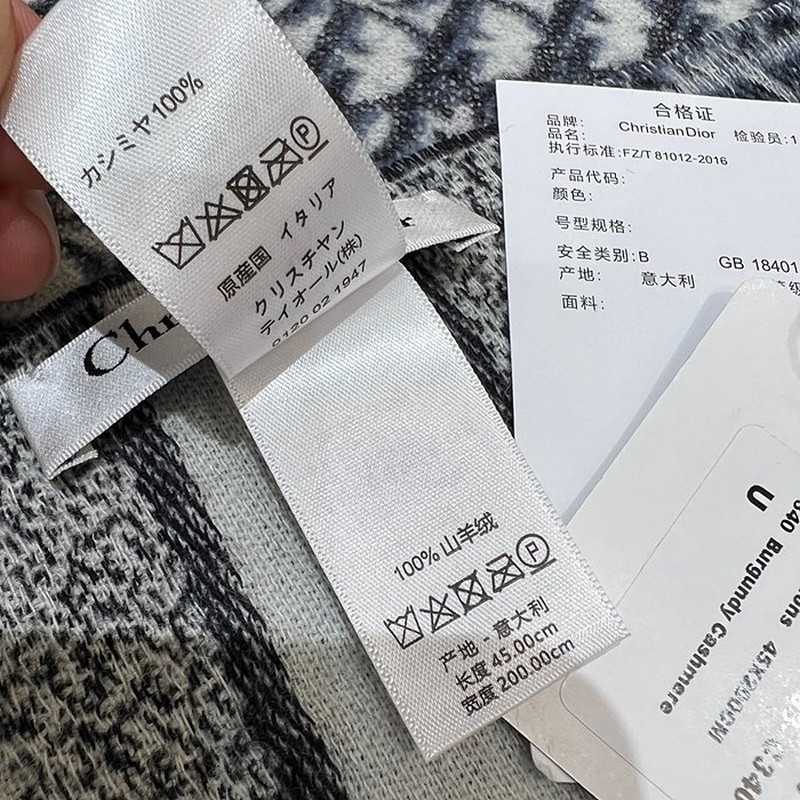 カシミヤ100%
P
原産国 イタリア
クリスチャン
ディオール(株)
0120 02 1947
Chr
100% 山羊绒
P
产地 - 意大利
长度 45.00cm
宽度 200.00cm
合格证
品牌:
品名: ChristianDior 检验员:1
执行标准:FZ/T 81012-2016
产品代码:
颜色:
号型规格:
安全类别:B GB 18401
产地: 意大利
面料:
U
040 Burgundy Cashmere
ons 45X200CM
340